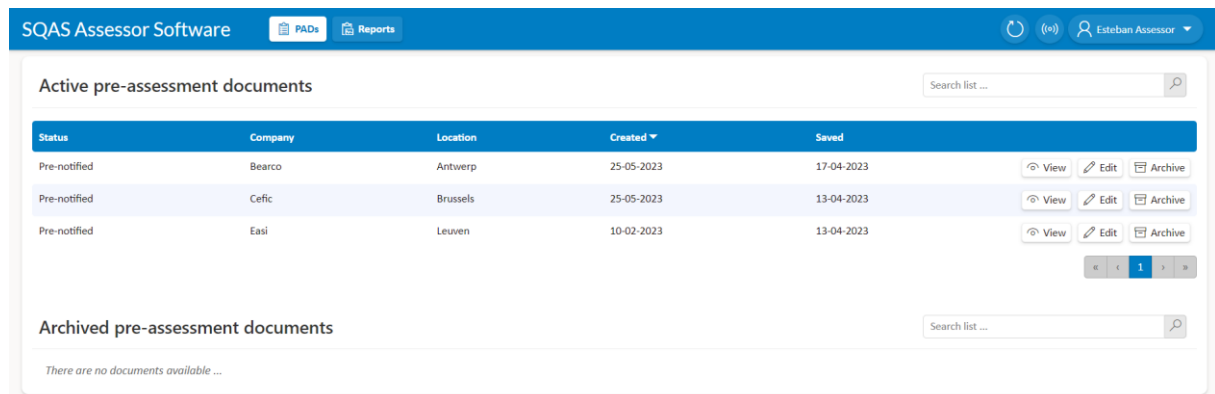 SQAS Assessor Software PADs Reports Esteban Assessor
Active pre-assessment documents Search list ...
Status Company Location Created Saved
Pre-notified Bearco Antwerp 25-05-2023 17-04-2023 View Edit Archive
Pre-notified Cefic Brussels 25-05-2023 13-04-2023 View Edit Archive
Pre-notified Easi Leuven 10-02-2023 13-04-2023 View Edit Archive
« ‹ 1 › »
Archived pre-assessment documents Search list ...
There are no documents available ...